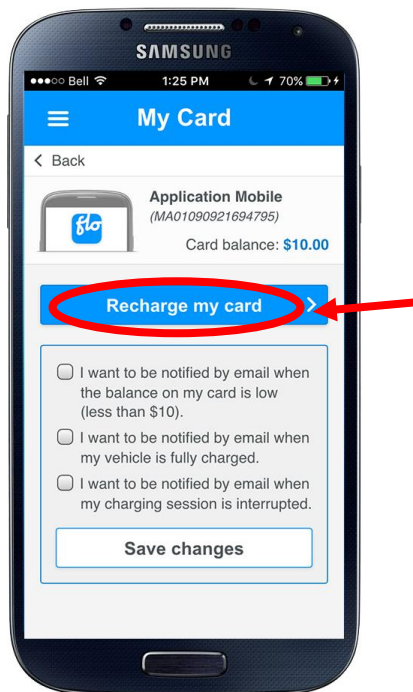 SAMSUNG
●●●○○ Bell 1:25 PM 70%
My Card
< Back
flo
Application Mobile
(MA01090921694795)
Card balance: $10.00
Recharge my card >
I want to be notified by email when
the balance on my card is low
(less than $10).
I want to be notified by email when
my vehicle is fully charged.
I want to be notified by email when
my charging session is interrupted.
Save changes